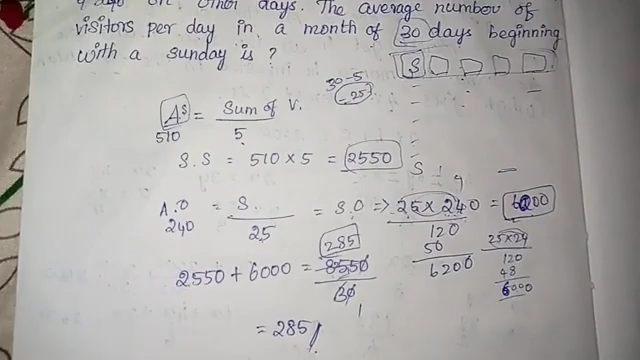 on other days. The average number of
visitors per day in a month of 30 days beginning
with a sunday is ?
S
30-5
=25
A S = Sum of V.
510 5
S.S = 510 × 5 = 2550
S
A.O = S = S.O => 25 × 240 = 6000
240 25
120
50
6200
25×24
120
48
6000
285
2550 + 6000 = 8550
30
1
= 285